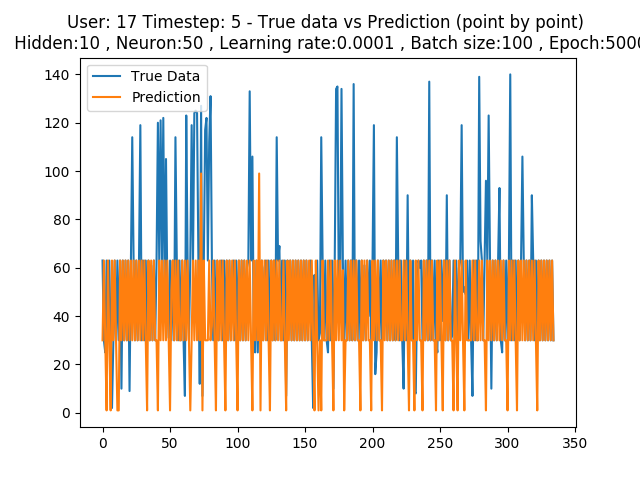 User: 17 Timestep: 5 - True data vs Prediction (point by point)
Hidden:10 , Neuron:50 , Learning rate:0.0001 , Batch size:100 , Epoch:5000
True Data
Prediction
140
120
100
80
60
40
20
0
0 50 100 150 200 250 300 350